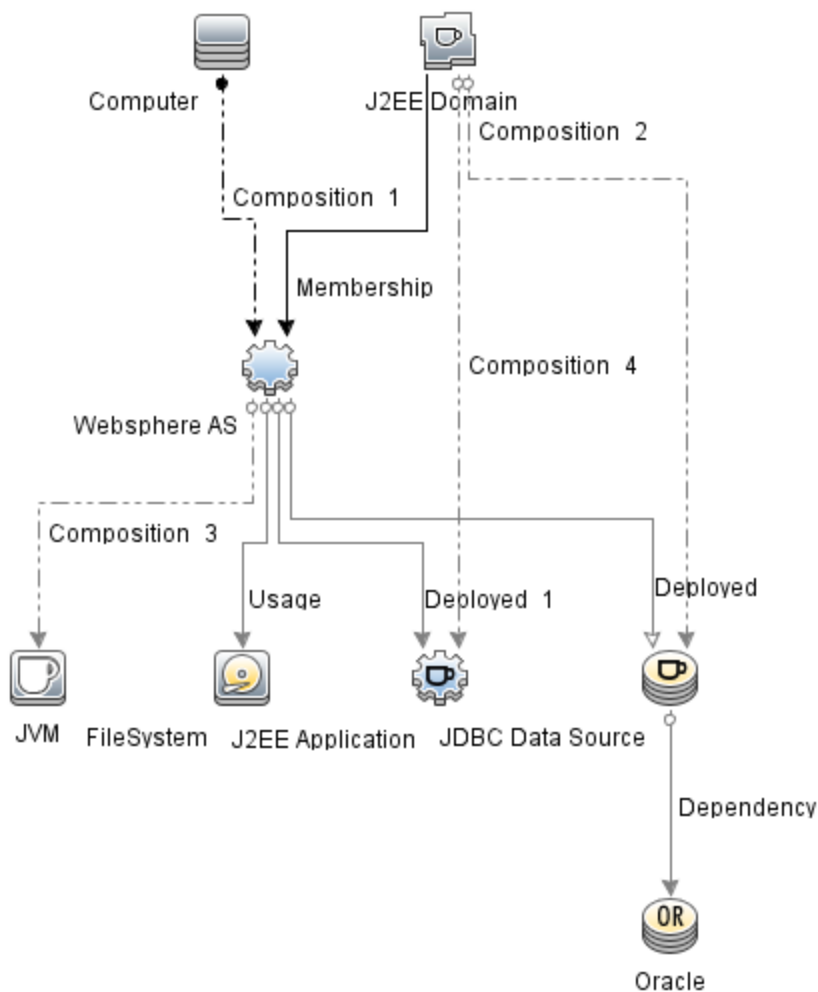 Computer
J2EE Domain
Composition 2
Composition 1
Membership
Composition 4
Websphere AS
Composition 3
Usage
Deployed 1
Deployed
JVM
FileSystem
J2EE Application
JDBC Data Source
Dependency
OR
Oracle